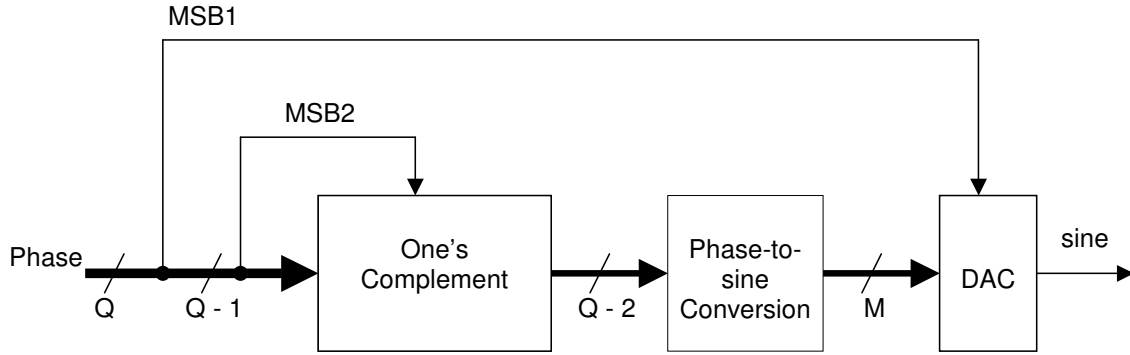 MSB1
MSB2
Phase
Q
Q - 1
One's
Complement
Q - 2
Phase-to-
sine
Conversion
M
DAC
sine